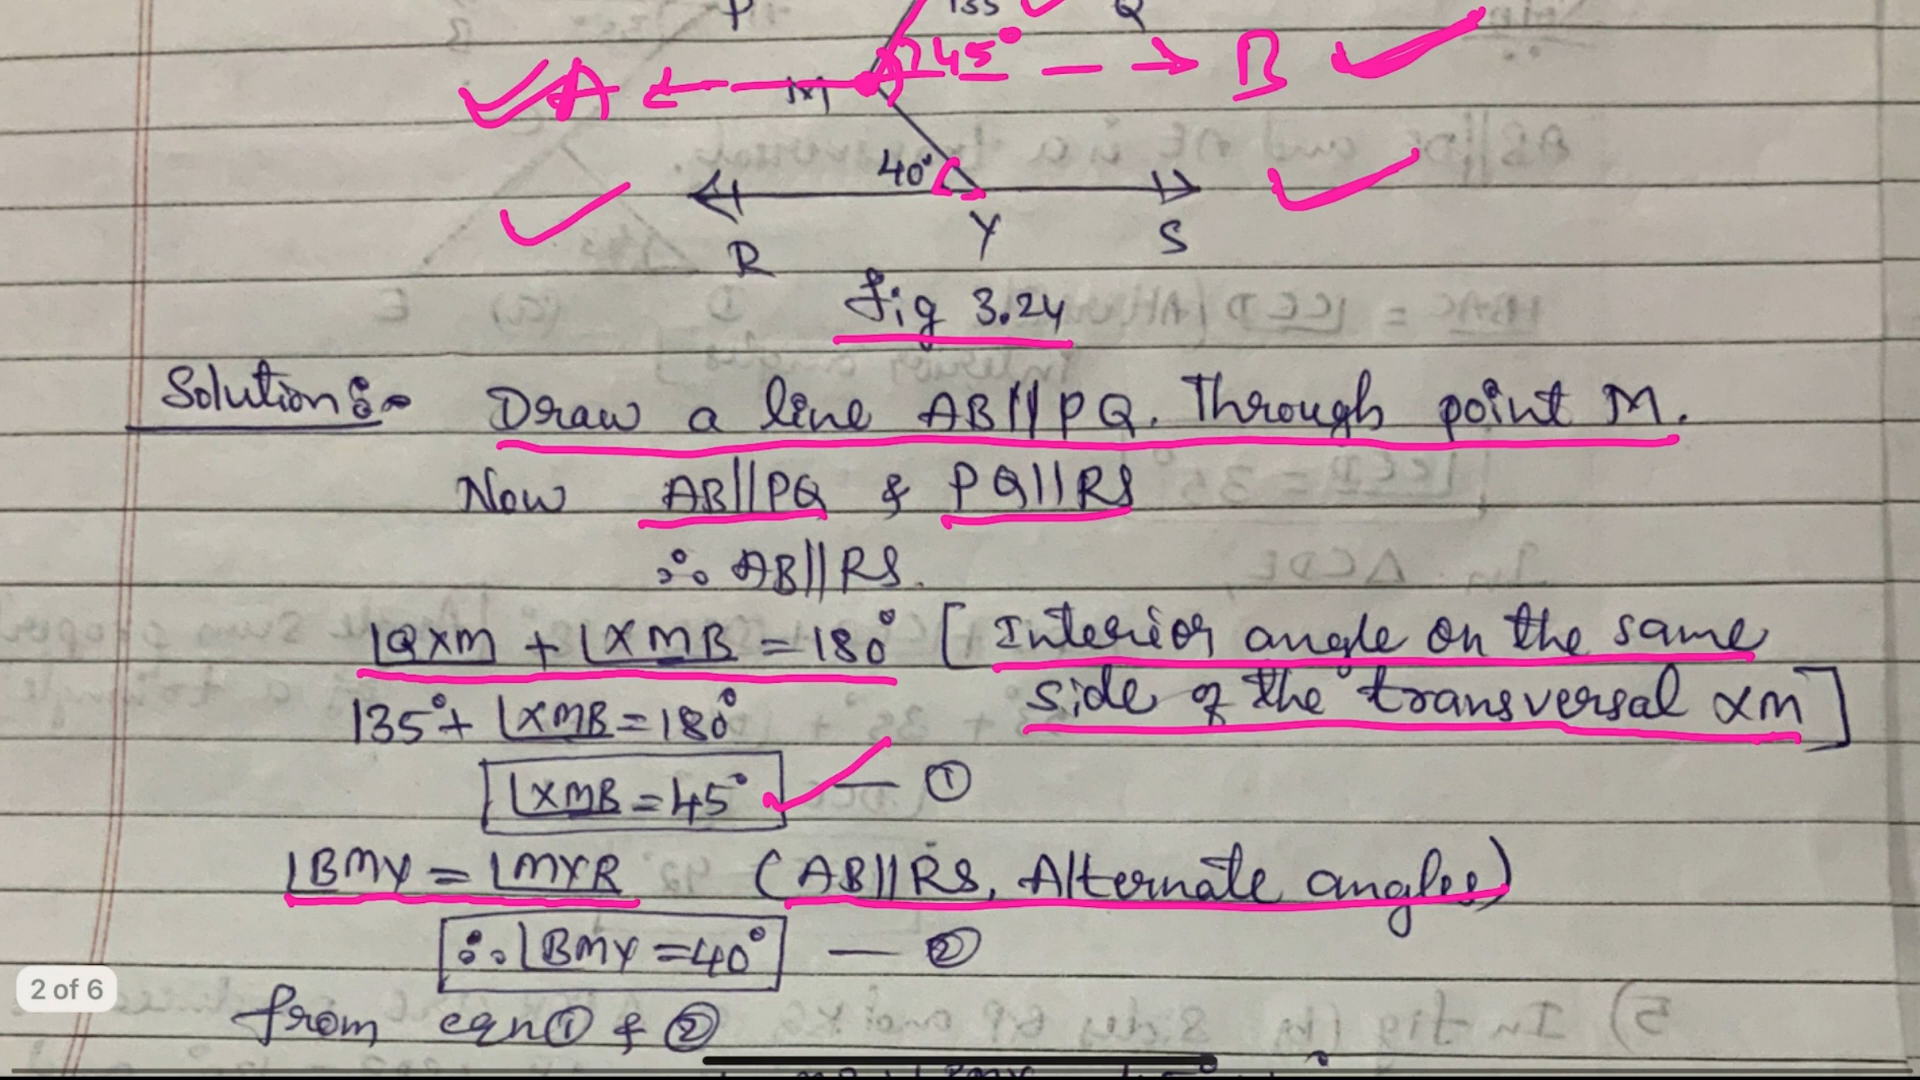 P 135 Q
A 45° B
M
40°
Y S
R
fig 3.24
Solution:- Draw a line AB||PQ. Through point M.
Now AB||PQ & PQ||RS
∴ AB||RS.
∠QXM + ∠XMB = 180° [Interior angle on the same
side of the transversal XM]
135° + ∠XMB = 180°
∠XMB = 45° — ①
∠BMY = ∠MYR (AB||RS, Alternate angles)
∴ ∠BMY = 40° — ②
2 of 6
from eqn ① & ②